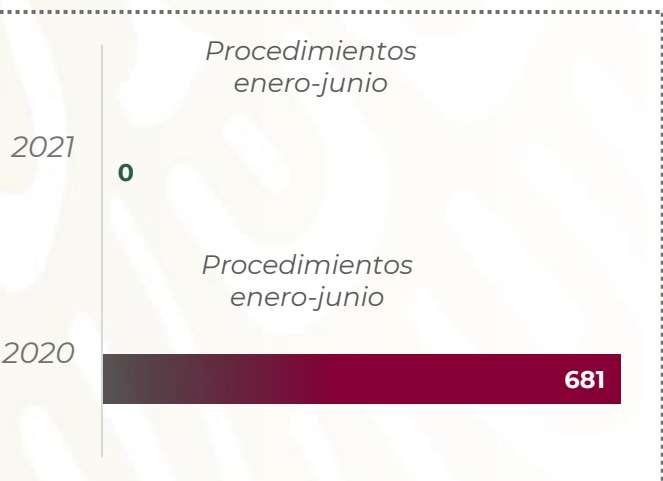 Procedimientos
enero-junio
2021
0
Procedimientos
enero-junio
2020
681